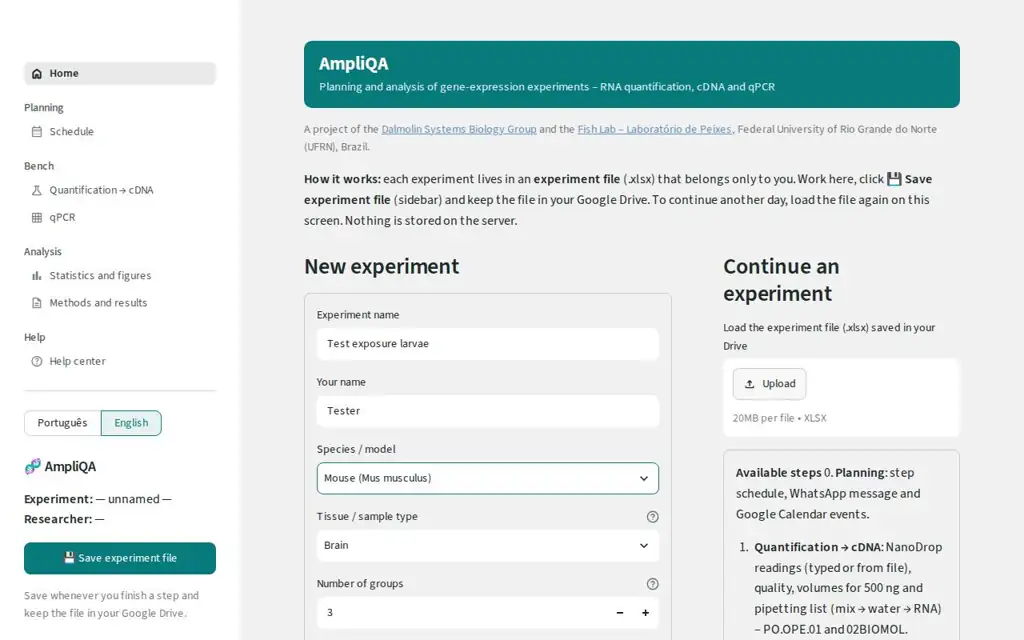 Home
Planning
Schedule
Bench
Quantification → cDNA
qPCR
Analysis
Statistics and figures
Methods and results
Help
Help center
Português
English
🧬 AmpliQA
Experiment: — unnamed —
Researcher: —
💾 Save experiment file
Save whenever you finish a step and
keep the file in your Google Drive.
AmpliQA
Planning and analysis of gene-expression experiments – RNA quantification, cDNA and qPCR
A project of the Dalmolin Systems Biology Group and the Fish Lab – Laboratório de Peixes, Federal University of Rio Grande do Norte
(UFRN), Brazil.
How it works: each experiment lives in an experiment file (.xlsx) that belongs only to you. Work here, click 💾 Save
experiment file (sidebar) and keep the file in your Google Drive. To continue another day, load the file again on this
screen. Nothing is stored on the server.
New experiment
Experiment name
Test exposure larvae
Your name
Tester
Species / model
Mouse (Mus musculus)
Tissue / sample type
Brain
Number of groups
3
Continue an
experiment
Load the experiment file (.xlsx) saved in your
Drive
Upload
20MB per file • XLSX
Available steps 0. Planning: step
schedule, WhatsApp message and
Google Calendar events.
1. Quantification → cDNA: NanoDrop
readings (typed or from file),
quality, volumes for 500 ng and
pipetting list (mix → water → RNA)
– PO.OPE.01 and 02BIOMOL.